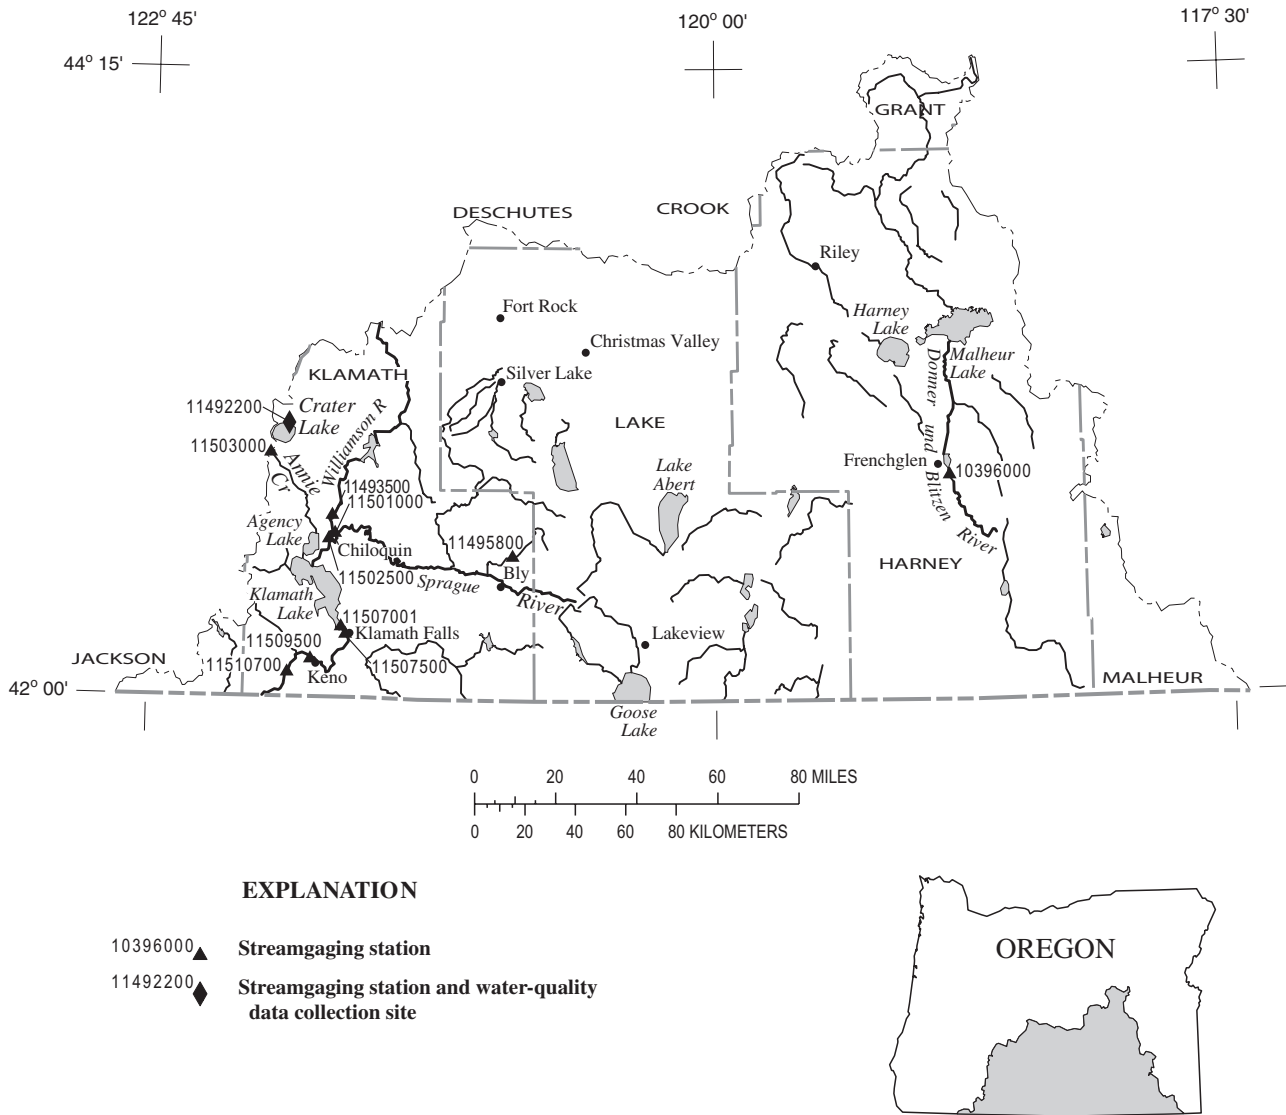 122° 45'
120° 00'
117° 30'
44° 15'
GRANT
DESCHUTES
CROOK
Riley
Fort Rock
Harney
Lake
Christmas Valley
Malheur
Lake
KLAMATH
Silver Lake
11492200
Crater
Lake
Williamson R
LAKE
Donner und Blitzen
River
11503000
Annie
Cr
Frenchglen
10396000
Lake
Abert
11493500
11501000
Agency
Lake
Chiloquin
11495800
Bly
HARNEY
11502500
Sprague
River
Klamath
Lake
11507001
Klamath Falls
Lakeview
11509500
11510700
Keno
11507500
JACKSON
MALHEUR
42° 00'
Goose
Lake
0 20 40 60 80 MILES
0 20 40 60 80 KILOMETERS
EXPLANATION
10396000 Streamgaging station
11492200 Streamgaging station and water-quality
data collection site
OREGON